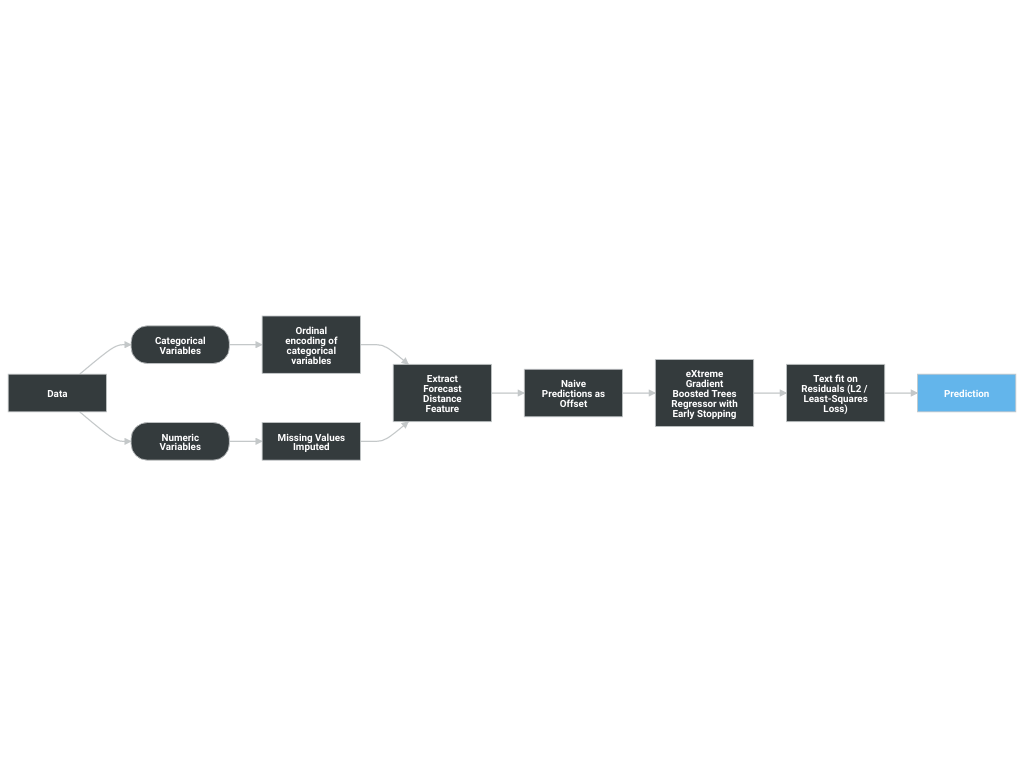 Data
Categorical
Variables
Numeric
Variables
Ordinal
encoding of
categorical
variables
Missing Values
Imputed
Extract
Forecast
Distance
Feature
Naive
Predictions as
Offset
eXtreme
Gradient
Boosted Trees
Regressor with
Early Stopping
Text fit on
Residuals (L2 /
Least-Squares
Loss)
Prediction